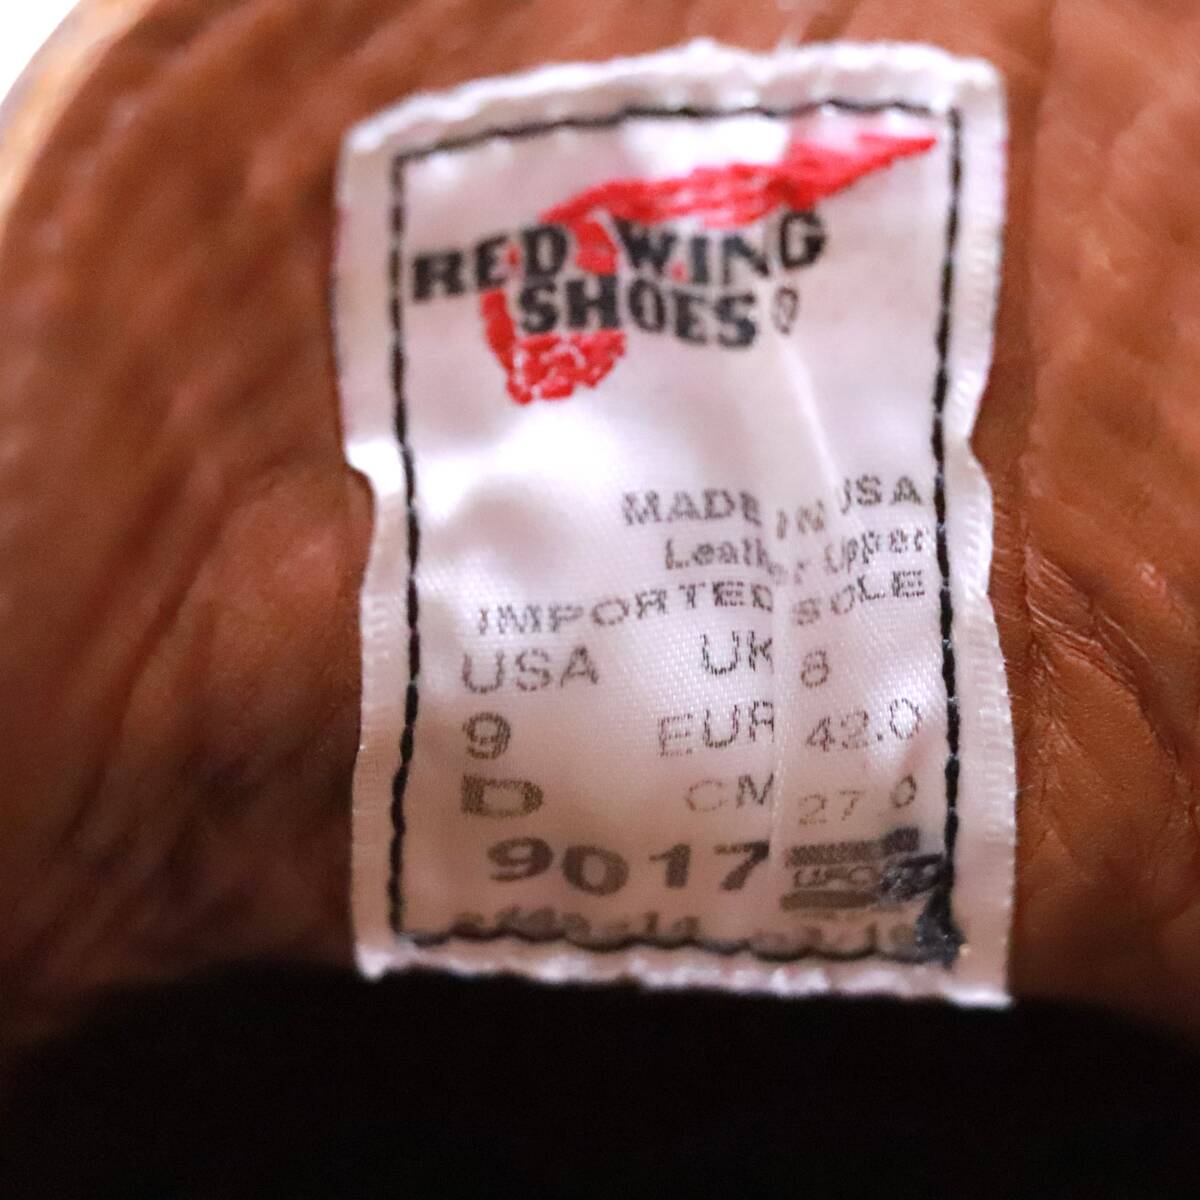 RED WING
SHOES®
MADE IN USA
Leather Upper
IMPORTED SOLE
USA UK 8
9 EUR 42.0
D CM 27.0
9017